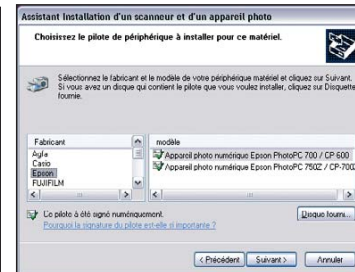 Assistant Installation d'un scanneur et d'un appareil photo
Choisissez le pilote de périphérique à installer pour ce matériel.
Sélectionnez le fabricant et le modèle de votre périphérique matériel et cliquez sur Suivant.
Si vous avez un disque qui contient le pilote que vous voulez installer, cliquez sur Disquette
fournie.
Fabricant
modèle
Agfa
Casio
Epson
FUJIFILM
Appareil photo numérique Epson PhotoPC 700 / CP 600
Appareil photo numérique Epson PhotoPC 750Z / CP-700Z
Ce pilote à été signé numériquement.
Pourquoi la signature du pilote est-elle si importante ?
Disque fourni...
< Précédent
Suivant >
Annuler